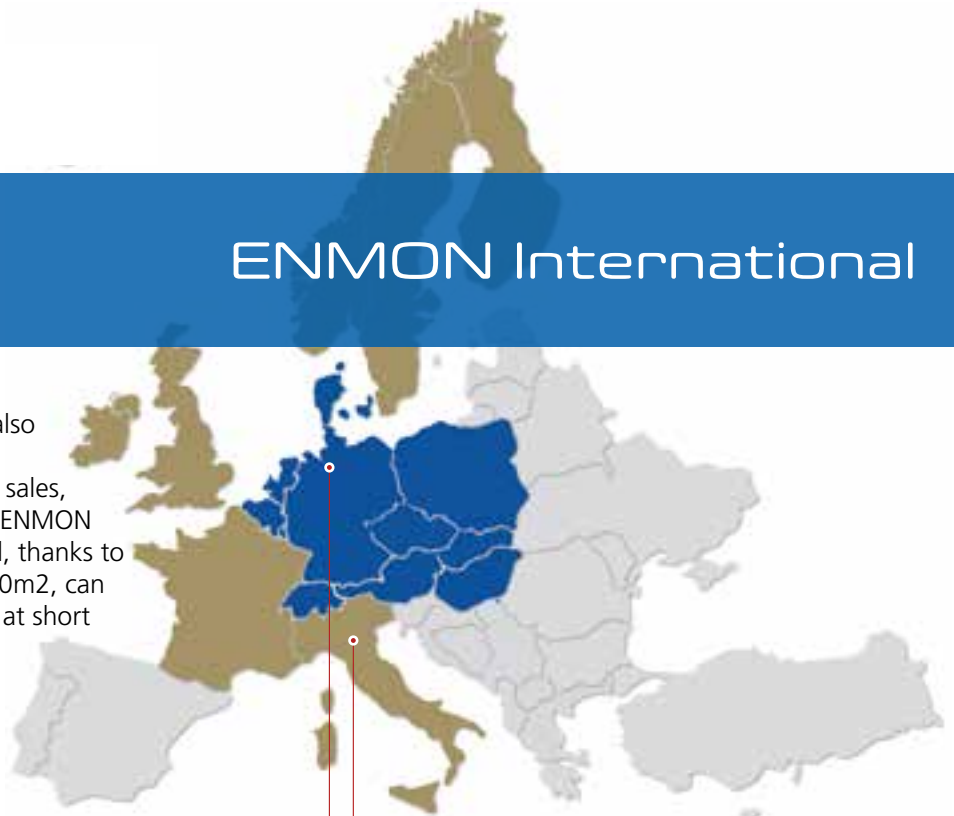 ENMON International
also
sales,
ENMON
l, thanks to
0m2, can
at short